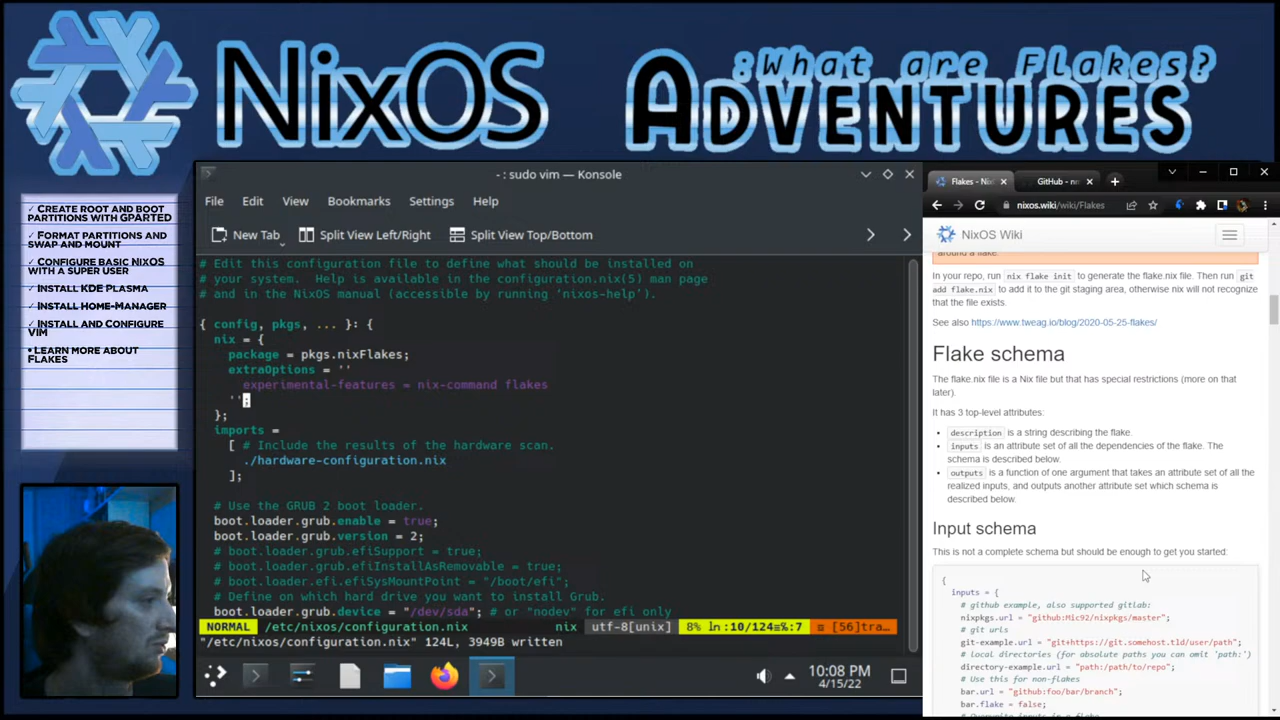 NixOS
:What are Flakes?
ADVENTURES
✓ CREATE ROOT AND BOOT
PARTITIONS WITH GPARTED
✓ FORMAT PARTITIONS AND
SWAP AND MOUNT
✓ CONFIGURE BASIC NIXOS
WITH A SUPER USER
✓ INSTALL KDE PLASMA
✓ INSTALL HOME-MANAGER
✓ INSTALL AND CONFIGURE
VIM
• LEARN MORE ABOUT
FLAKES
- : sudo vim — Konsole
File Edit View Bookmarks Settings Help
New Tab Split View Left/Right Split View Top/Bottom
# Edit this configuration file to define what should be installed on
# your system.  Help is available in the configuration.nix(5) man page
# and in the NixOS manual (accessible by running ‘nixos-help’).
{ config, pkgs, ... }: {
nix = {
package = pkgs.nixFlakes;
extraOptions = ''
experimental-features = nix-command flakes
'';
};
imports =
[ # Include the results of the hardware scan.
./hardware-configuration.nix
];
# Use the GRUB 2 boot loader.
boot.loader.grub.enable = true;
boot.loader.grub.version = 2;
# boot.loader.grub.efiSupport = true;
# boot.loader.grub.efiInstallAsRemovable = true;
# boot.loader.efi.efiSysMountPoint = "/boot/efi";
# Define on which hard drive you want to install Grub.
boot.loader.grub.device = "/dev/sda"; # or "nodev" for efi only
NORMAL /etc/nixos/configuration.nix nix utf-8[unix] 8% ln:10/124≡%:7 ≡ [56]tra…
"/etc/nixos/configuration.nix" 124L, 3949B written
10:08 PM
4/15/22
Flakes - Nix GitHub - nr
nixos.wiki/wiki/Flakes
NixOS Wiki
around a flake.
In your repo, run nix flake init to generate the flake.nix file. Then run git
add flake.nix to add it to the git staging area, otherwise nix will not recognize
that the file exists.
See also https://www.tweag.io/blog/2020-05-25-flakes/
Flake schema
The flake.nix file is a Nix file but that has special restrictions (more on that
later).
It has 3 top-level attributes:
• description is a string describing the flake.
• inputs is an attribute set of all the dependencies of the flake. The
schema is described below.
• outputs is a function of one argument that takes an attribute set of all the
realized inputs, and outputs another attribute set which schema is
described below.
Input schema
This is not a complete schema but should be enough to get you started:
{
inputs = {
# github example, also supported gitlab:
nixpkgs.url = "github:Mic92/nixpkgs/master";
# git urls
git-example.url = "git+https://git.somehost.tld/user/path";
# local directories (for absolute paths you can omit 'path:')
directory-example.url = "path:/path/to/repo";
# Use this for non-flakes
bar.url = "github:foo/bar/branch";
bar.flake = false;